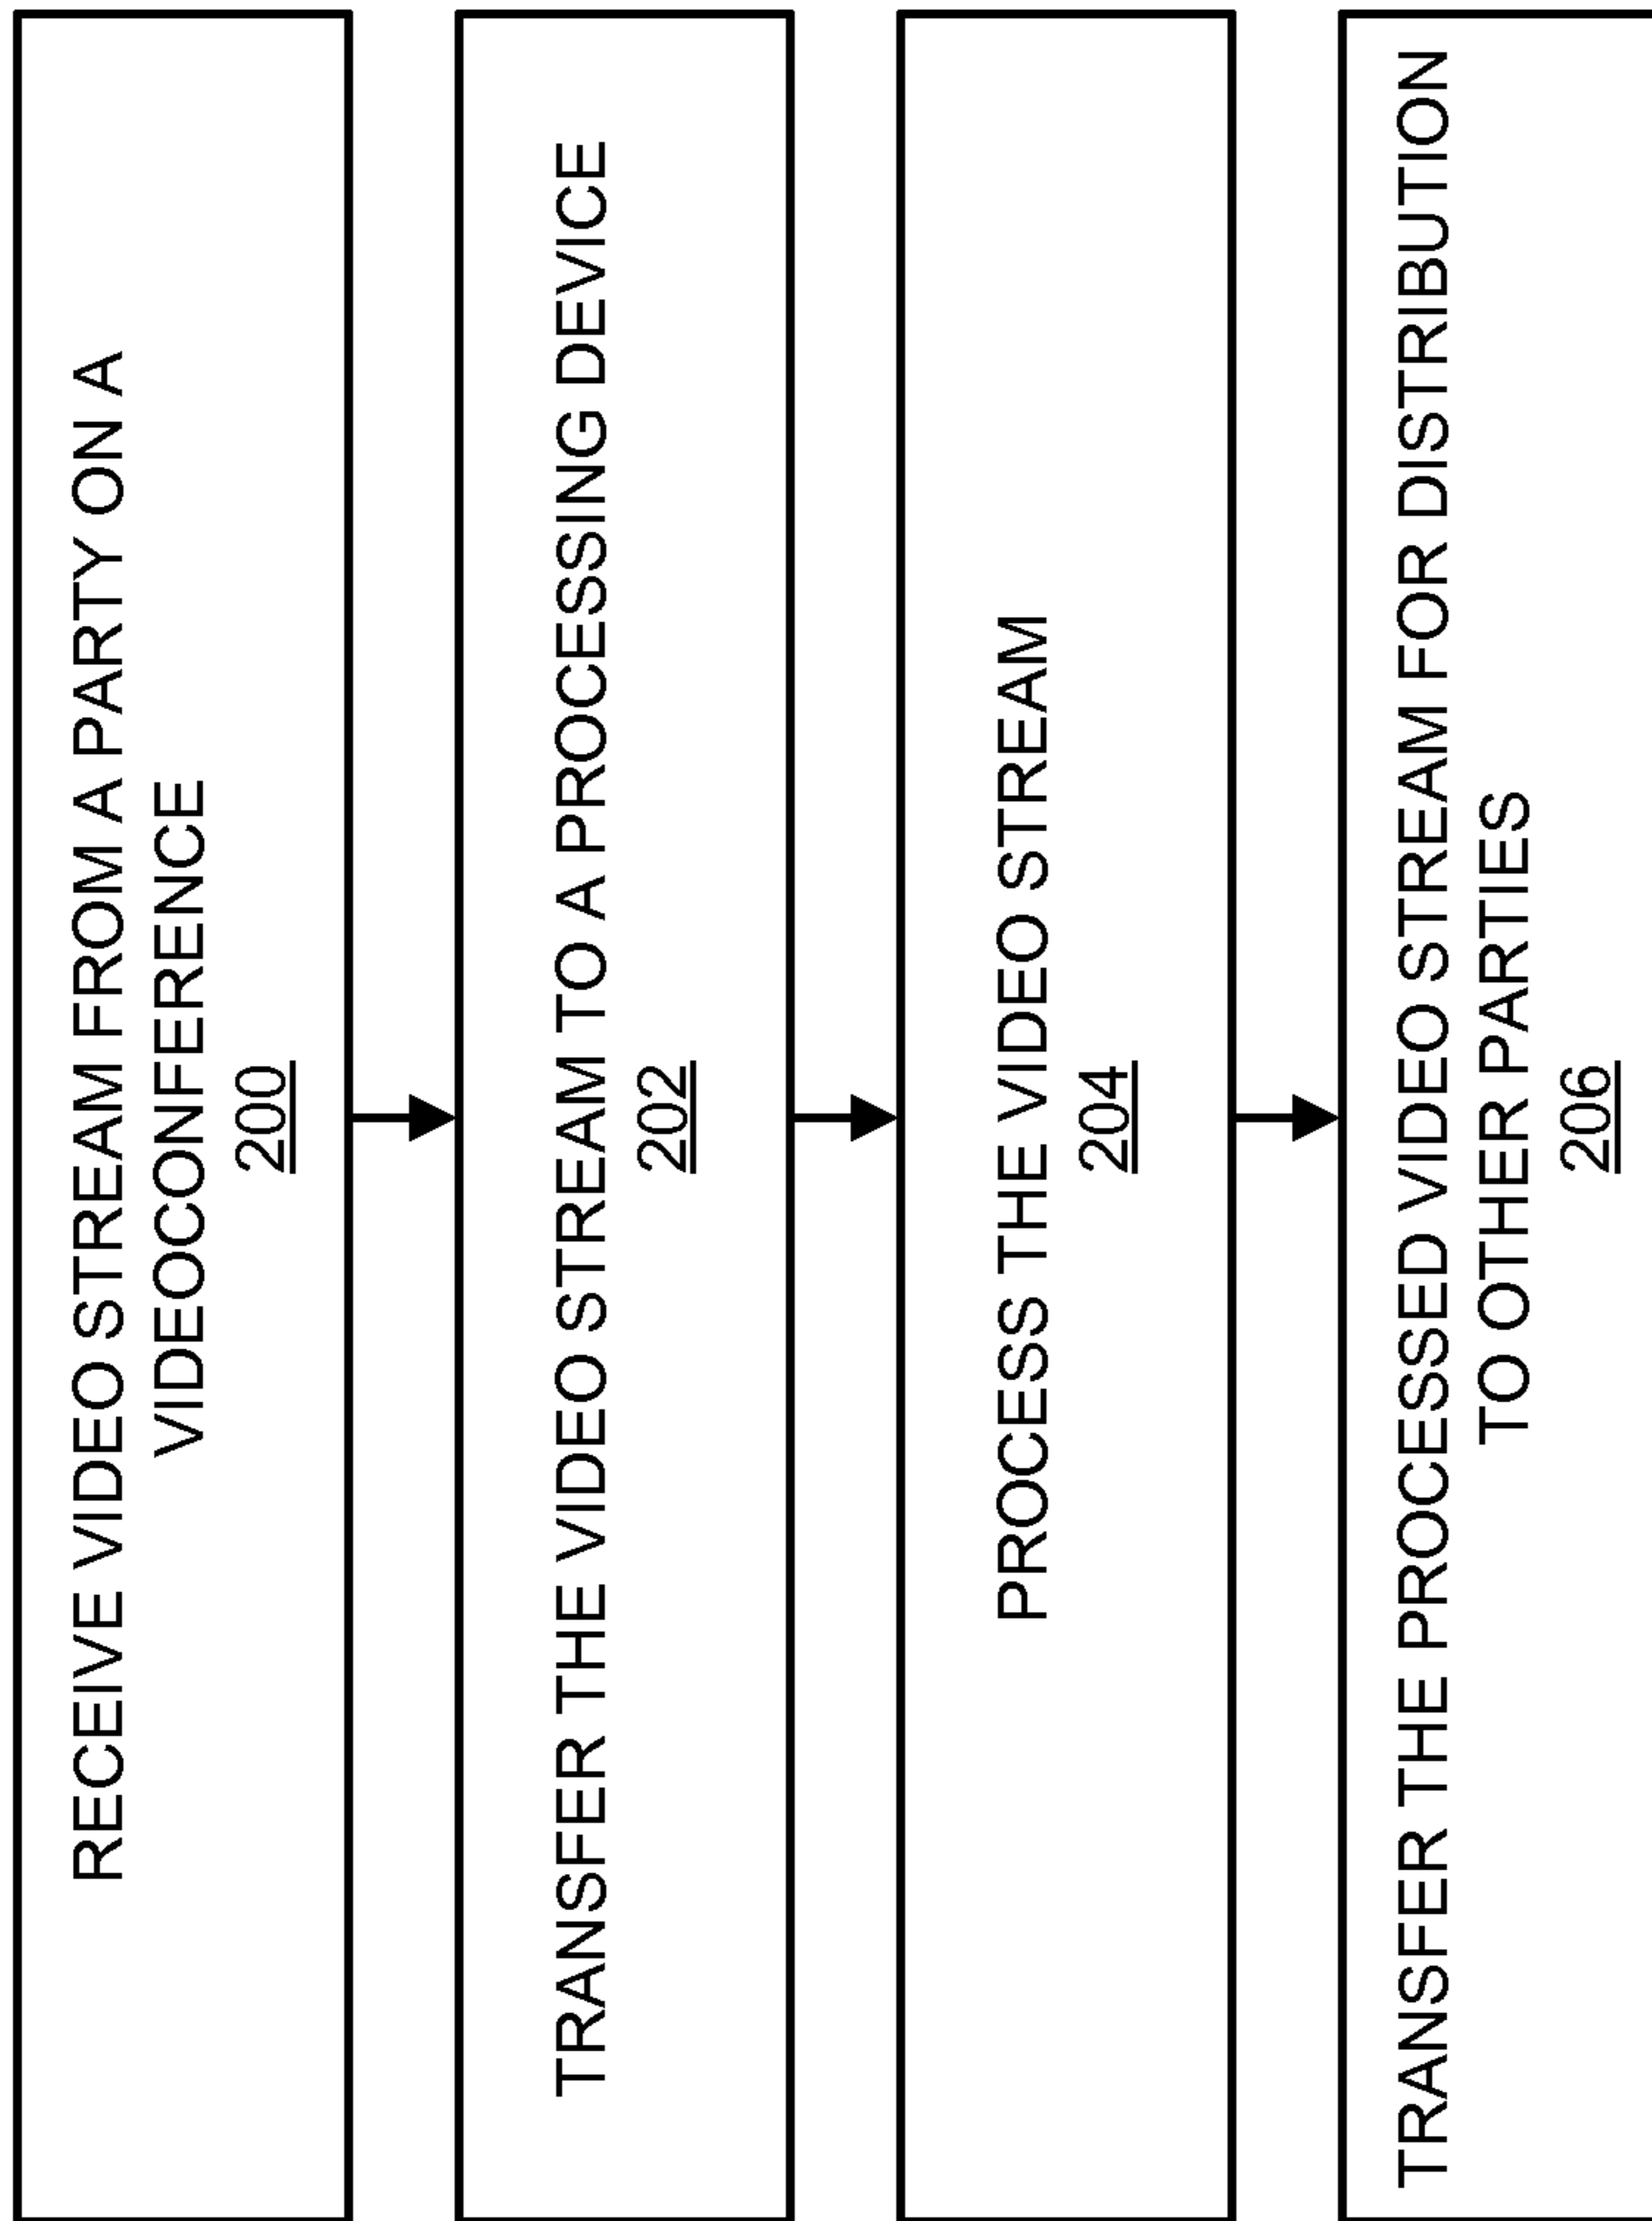 RECEIVE VIDEO STREAM FROM A PARTY ON A
VIDEOCONFERENCE
200
TRANSFER THE VIDEO STREAM TO A PROCESSING DEVICE
202
PROCESS THE VIDEO STREAM
204
TRANSFER THE PROCESSED VIDEO STREAM FOR DISTRIBUTION
TO OTHER PARTIES
206